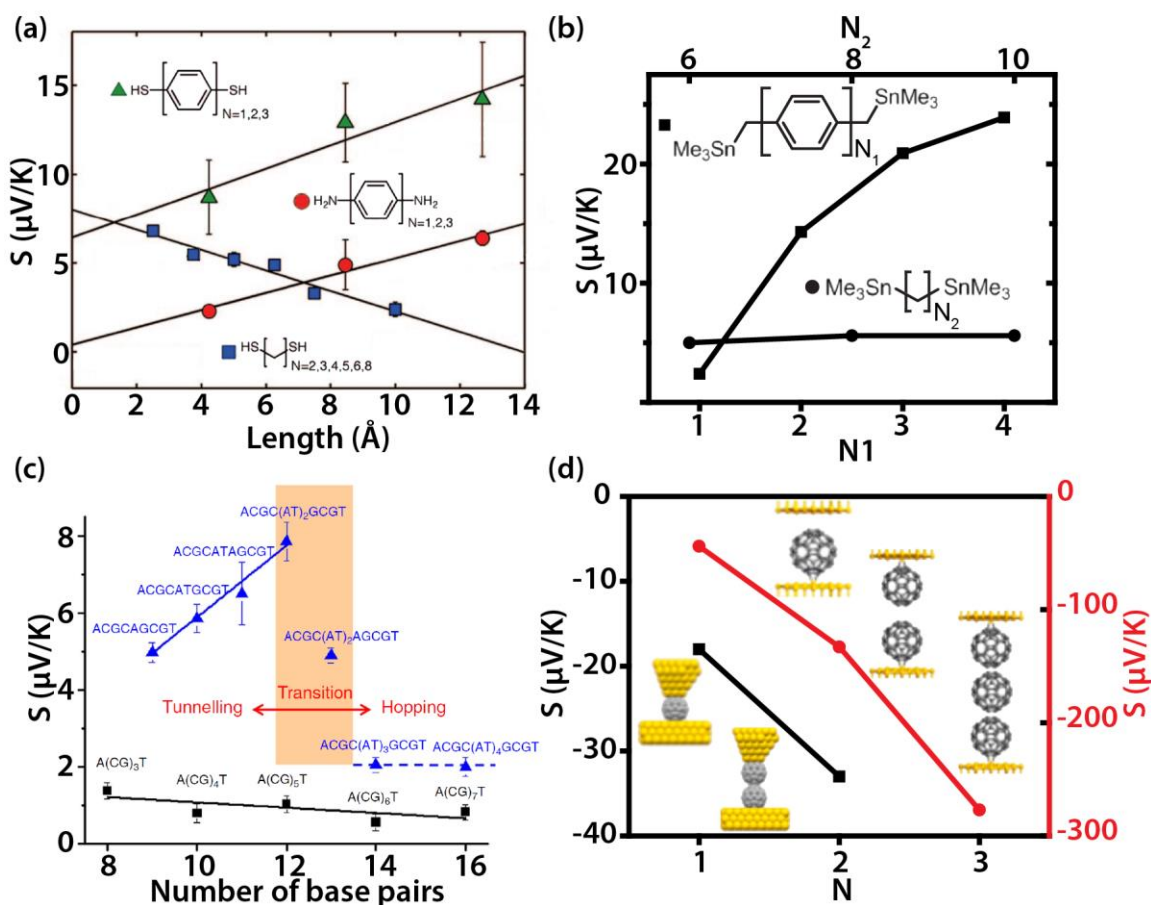 (a)
S (μV/K)
15
10
5
0
HS SH
N=1,2,3
H₂N NH₂
N=1,2,3
HS SH
N=2,3,4,5,6,8
0 2 4 6 8 10 12 14
Length (Å)
(b)
N₂
6 8 10
S (μV/K)
20
10
SnMe₃
Me₃Sn
N₁
Me₃Sn SnMe₃
N₂
1 2 3 4
N1
(c)
S (μV/K)
8
6
4
2
0
ACGC(AT)₂GCGT
ACGCATAGCGT
ACGCATGCGT
ACGCAGCGT
ACGC(AT)₂AGCGT
Transition
Tunnelling Hopping
ACGC(AT)₃GCGT ACGC(AT)₄GCGT
A(CG)₃T
A(CG)₄T
A(CG)₅T
A(CG)₆T
A(CG)₇T
8 10 12 14 16
Number of base pairs
(d)
S (μV/K)
0
-10
-20
-30
-40
0
-100
-200
-300
S (μV/K)
1 2 3
N